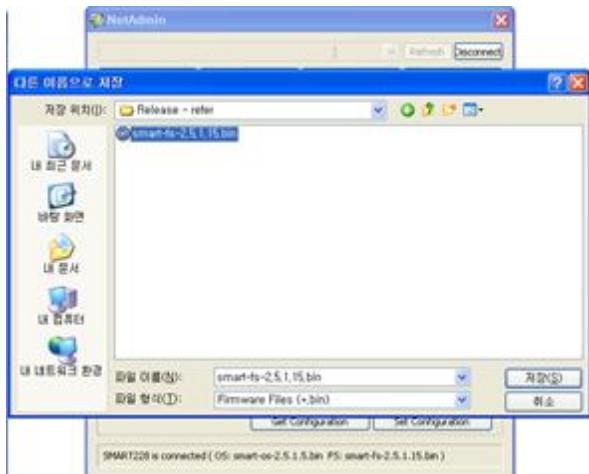 NetAdmin
Refresh
Disconnect
다른 이름으로 저장
저장 위치(I):
Release - refer
smart-fs-2.5.1.15.bin
내 최근 문서
바탕 화면
내 문서
내 컴퓨터
내 네트워크 환경
파일 이름(N):
smart-fs-2.5.1.15.bin
저장(S)
파일 형식(T):
Firmware Files (*.bin)
취소
Get Configuration
Set Configuration
SMART228 is connected ( OS: smart-os-2.5.1.5.bin FS: smart-fs-2.5.1.15.bin )